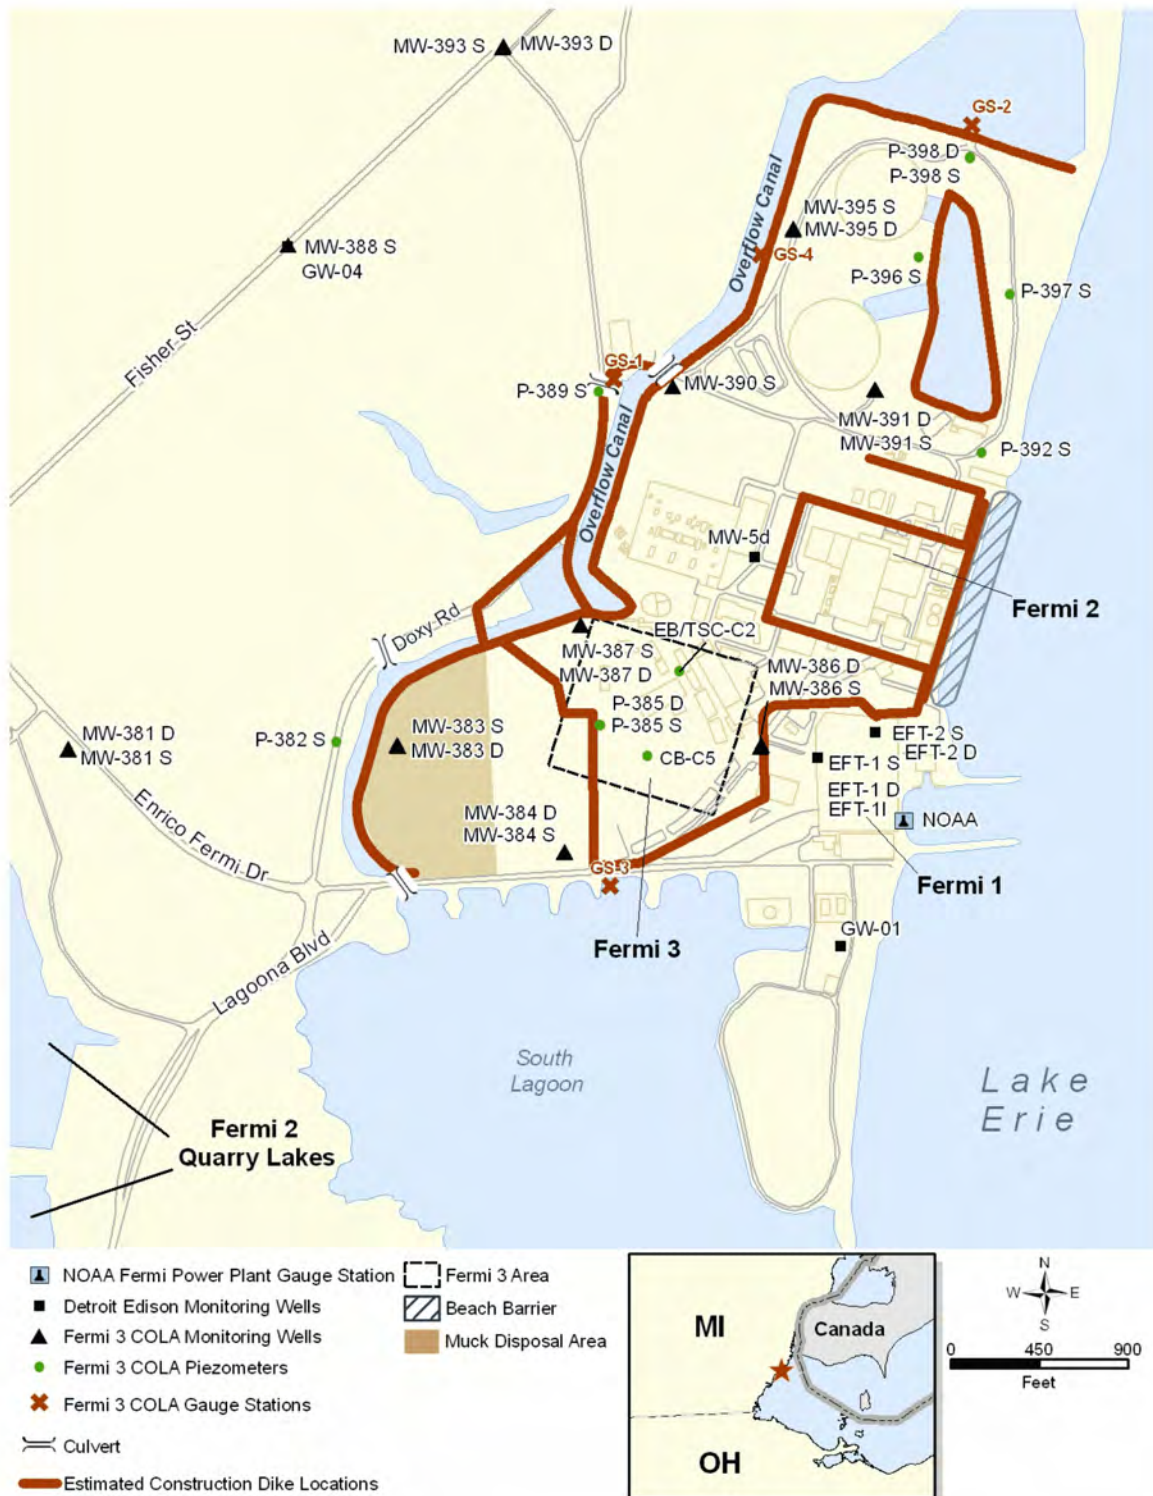 MW-393 S
MW-393 D
GS-2
P-398 D
P-398 S
Overflow Canal
MW-395 S
MW-395 D
MW-388 S
GW-04
GS-4
P-396 S
P-397 S
Fisher St
GS-1
P-389 S
MW-390 S
MW-391 D
MW-391 S
P-392 S
Overflow Canal
MW-5d
Fermi 2
Doxy Rd
EB/TSC-C2
MW-387 S
MW-387 D
MW-386 D
MW-386 S
P-385 D
P-385 S
MW-381 D
MW-381 S
P-382 S
MW-383 S
MW-383 D
CB-C5
EFT-2 S
EFT-2 D
EFT-1 S
EFT-1 D
EFT-1I
Enrico Fermi Dr
MW-384 D
MW-384 S
NOAA
GS-3
Fermi 1
Fermi 3
GW-01
Lagoona Blvd
South
Lagoon
Lake
Erie
Fermi 2
Quarry Lakes
NOAA Fermi Power Plant Gauge Station
Detroit Edison Monitoring Wells
Fermi 3 COLA Monitoring Wells
Fermi 3 COLA Piezometers
Fermi 3 COLA Gauge Stations
Culvert
Estimated Construction Dike Locations
Fermi 3 Area
Beach Barrier
Muck Disposal Area
MI
Canada
OH
N
W
E
S
0 450 900
Feet